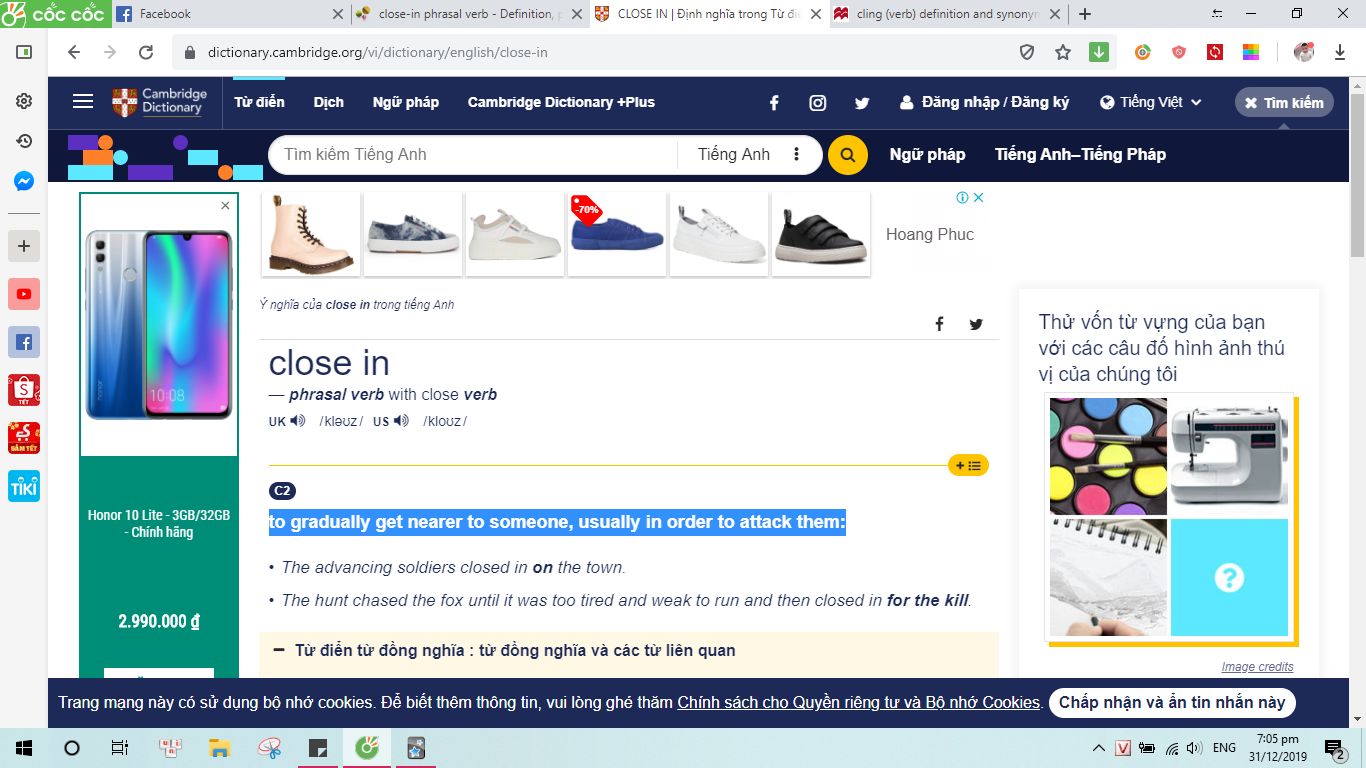 cốc cốc
Facebook
close-in phrasal verb - Definition, p
CLOSE IN | Định nghĩa trong Từ điể
cling (verb) definition and synonym
dictionary.cambridge.org/vi/dictionary/english/close-in
Cambridge
Dictionary
Từ điển
Dịch
Ngữ pháp
Cambridge Dictionary +Plus
Đăng nhập / Đăng ký
Tiếng Việt
Tìm kiếm
Tìm kiếm Tiếng Anh
Tiếng Anh
Ngữ pháp
Tiếng Anh–Tiếng Pháp
-70%
Hoang Phuc
honor
10:08
Honor 10 Lite - 3GB/32GB
- Chính hãng
2.990.000 ₫
Ý nghĩa của close in trong tiếng Anh
close in
— phrasal verb with close verb
UK /kləʊz/ US /kloʊz/
C2
to gradually get nearer to someone, usually in order to attack them:
• The advancing soldiers closed in on the town.
• The hunt chased the fox until it was too tired and weak to run and then closed in for the kill.
Từ điển từ đồng nghĩa : từ đồng nghĩa và các từ liên quan
Thử vốn từ vựng của bạn
với các câu đố hình ảnh thú
vị của chúng tôi
?
Image credits
Trang mạng này có sử dụng bộ nhớ cookies. Để biết thêm thông tin, vui lòng ghé thăm Chính sách cho Quyền riêng tư và Bộ nhớ Cookies.
Chấp nhận và ẩn tin nhắn này
S
TẾT
SẮM TẾT
TIKI
V
ENG
7:05 pm
31/12/2019
2